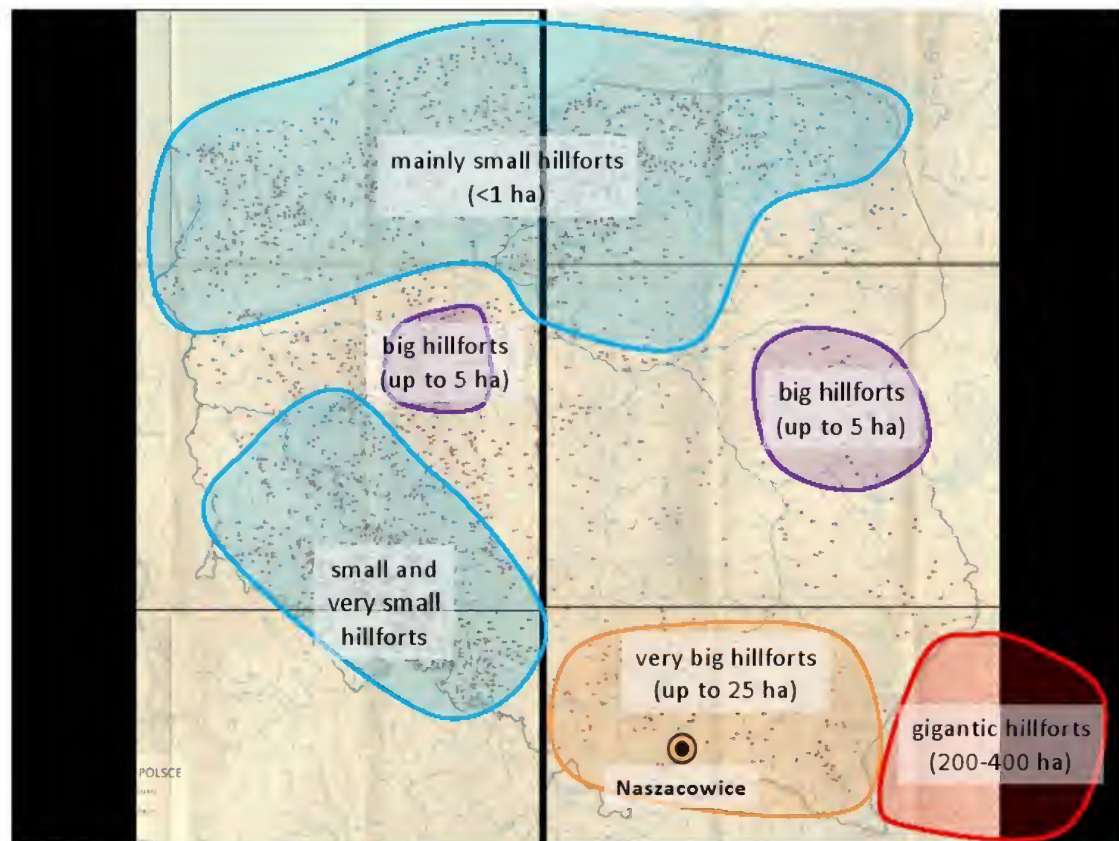 mainly small hillforts
(<1 ha)
big hillforts
(up to 5 ha)
big hillforts
(up to 5 ha)
small and
very small
hillforts
very big hillforts
(up to 25 ha)
Naszacowice
gigantic hillforts
(200-400 ha)
POLSCE